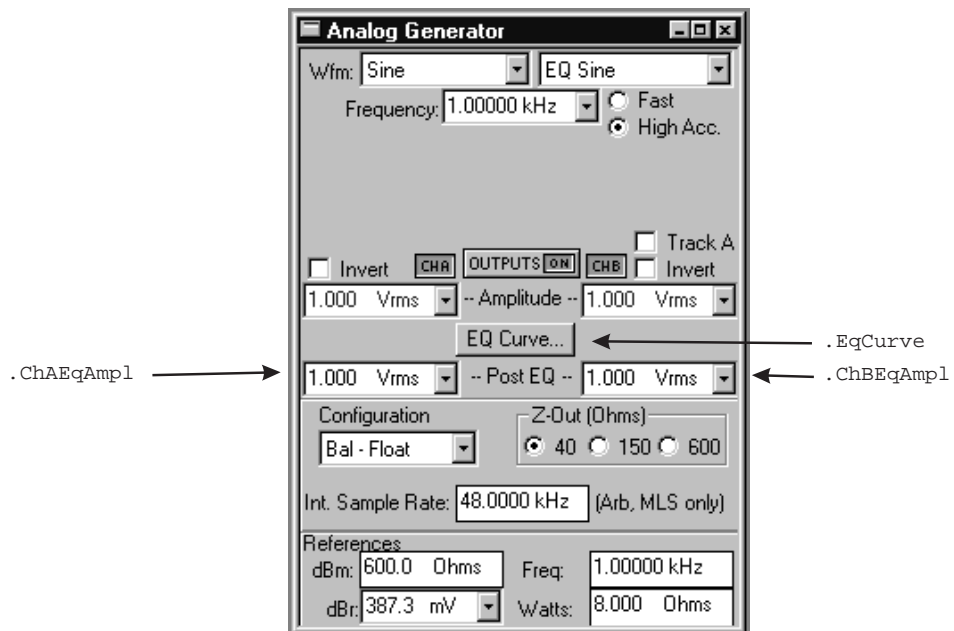 Analog Generator
Wfm: Sine EQ Sine
Frequency: 1.00000 kHz Fast
High Acc.
Track A
Invert CHA OUTPUTS ON CHB Invert
1.000 Vrms -- Amplitude -- 1.000 Vrms
EQ Curve... .EqCurve
.ChAEqAmpl 1.000 Vrms -- Post EQ -- 1.000 Vrms .ChBEqAmpl
Configuration Z-Out (Ohms)
Bal - Float 40 150 600
Int. Sample Rate: 48.0000 kHz (Arb, MLS only)
References
dBm: 600.0 Ohms Freq: 1.00000 kHz
dBr: 387.3 mV Watts: 8.000 Ohms